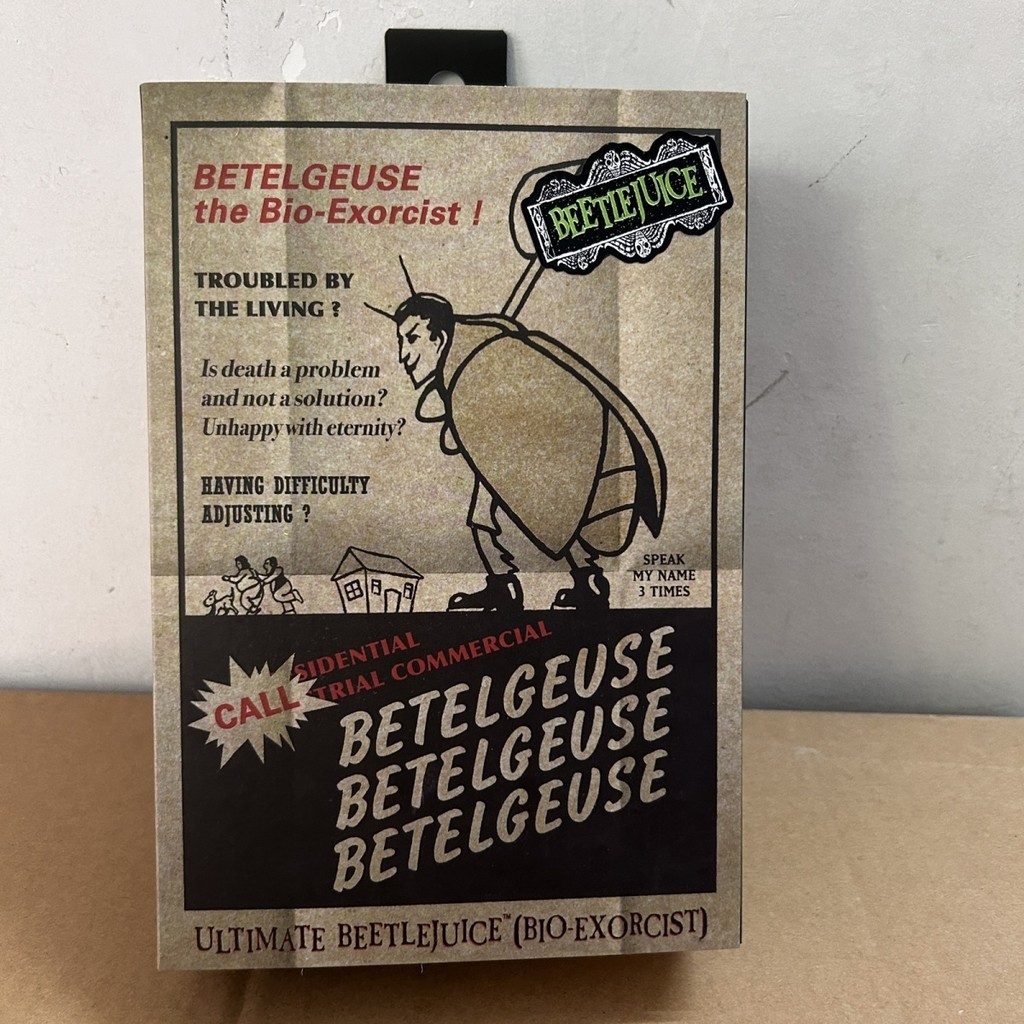 BETELGEUSE
the Bio-Exorcist !
BEETLEJUICE
TROUBLED BY
THE LIVING ?
Is death a problem
and not a solution?
Unhappy with eternity?
HAVING DIFFICULTY
ADJUSTING ?
SPEAK
MY NAME
3 TIMES
SIDENTIAL
TRIAL COMMERCIAL
CALL
BETELGEUSE
BETELGEUSE
BETELGEUSE
ULTIMATE BEETLEJUICE™ (BIO-EXORCIST)